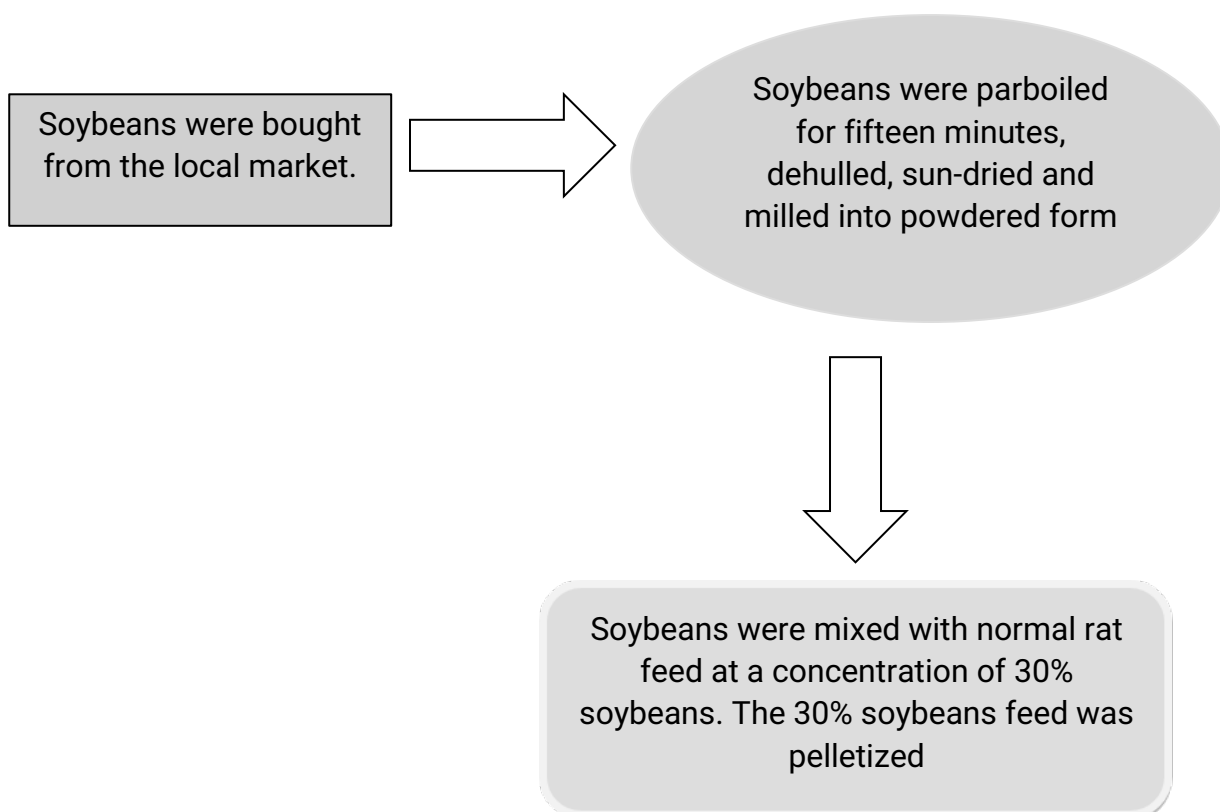 Soybeans were bought
from the local market.
Soybeans were parboiled
for fifteen minutes,
dehulled, sun-dried and
milled into powdered form
Soybeans were mixed with normal rat
feed at a concentration of 30%
soybeans. The 30% soybeans feed was
pelletized